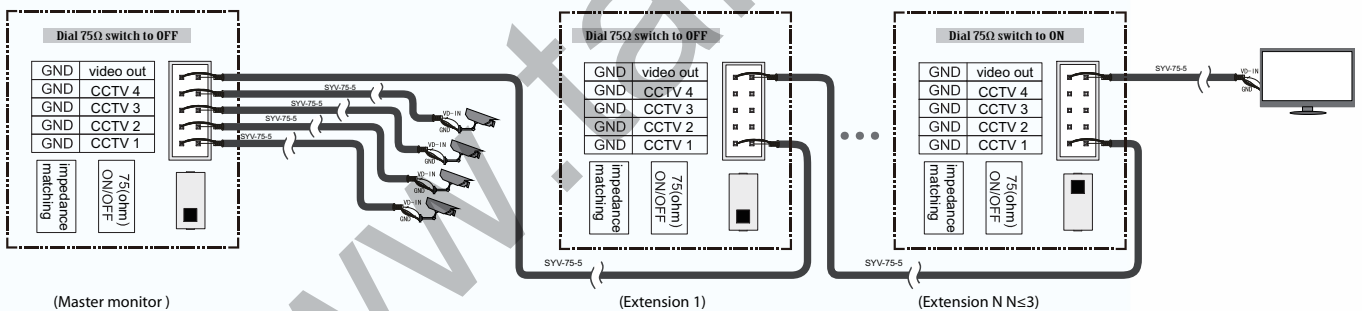 Dial 75Ω switch to OFF
GND video out
GND CCTV 4
GND CCTV 3
GND CCTV 2
GND CCTV 1
impedance
matching
75(ohm)
ON/OFF
SYV-75-5
SYV-75-5
SYV-75-5
SYV-75-5
VD-IN
GND
VD-IN
GND
VD-IN
GND
VD-IN
GND
(Master monitor )
Dial 75Ω switch to OFF
GND video out
GND CCTV 4
GND CCTV 3
GND CCTV 2
GND CCTV 1
impedance
matching
75(ohm)
ON/OFF
SYV-75-5
(Extension 1)
Dial 75Ω switch to ON
GND video out
GND CCTV 4
GND CCTV 3
GND CCTV 2
GND CCTV 1
impedance
matching
75(ohm)
ON/OFF
SYV-75-5
(Extension N N≤3)
SYV-75-5
VD-IN
GND